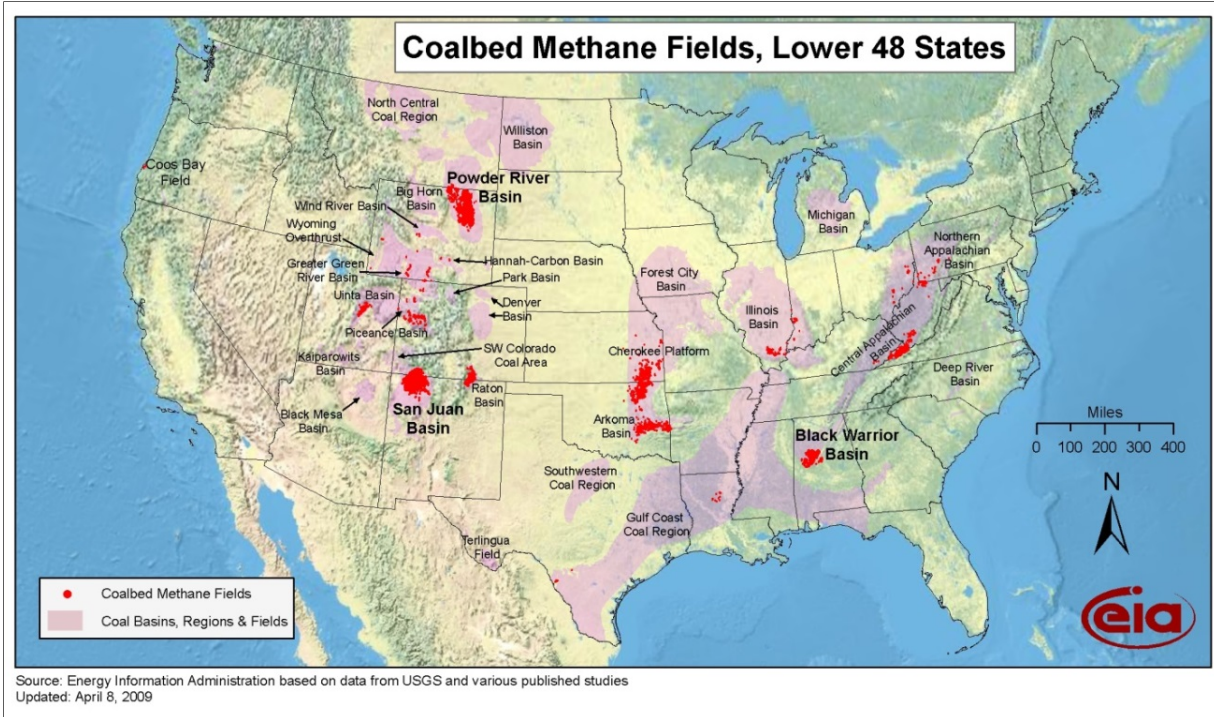 Coalbed Methane Fields, Lower 48 States
North Central
Coal Region
Williston
Basin
Coos Bay
Field
Powder River
Basin
Big Horn
Basin
Wind River Basin
Wyoming
Overthrust
Greater Green
River Basin
Hannah-Carbon Basin
Park Basin
Uinta Basin
Denver
Basin
Piceance Basin
Kaiparowits
Basin
SW Colorado
Coal Area
Black Mesa
Basin
San Juan
Basin
Raton
Basin
Michigan
Basin
Forest City
Basin
Illinois
Basin
Northern
Appalachian
Basin
Central Appalachian
Basin
Cherokee Platform
Deep River
Basin
Arkoma
Basin
Black Warrior
Basin
Southwestern
Coal Region
Gulf Coast
Coal Region
Terlingua
Field
Miles
0 100 200 300 400
N
Coalbed Methane Fields
Coal Basins, Regions & Fields
eia
Source: Energy Information Administration based on data from USGS and various published studies
Updated: April 8, 2009